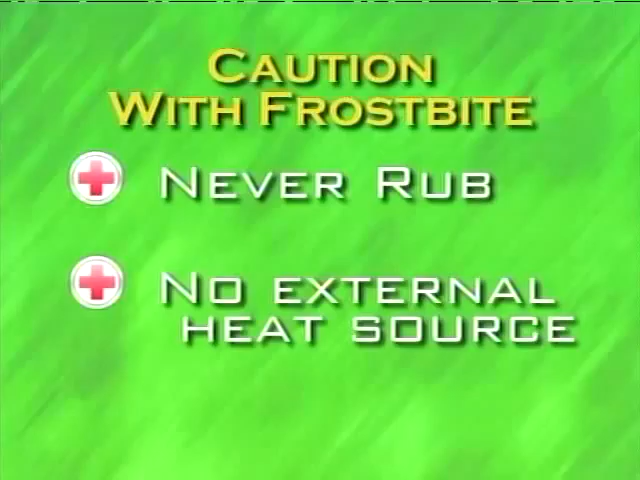 CAUTION
WITH FROSTBITE
NEVER RUB
NO EXTERNAL
HEAT SOURCE